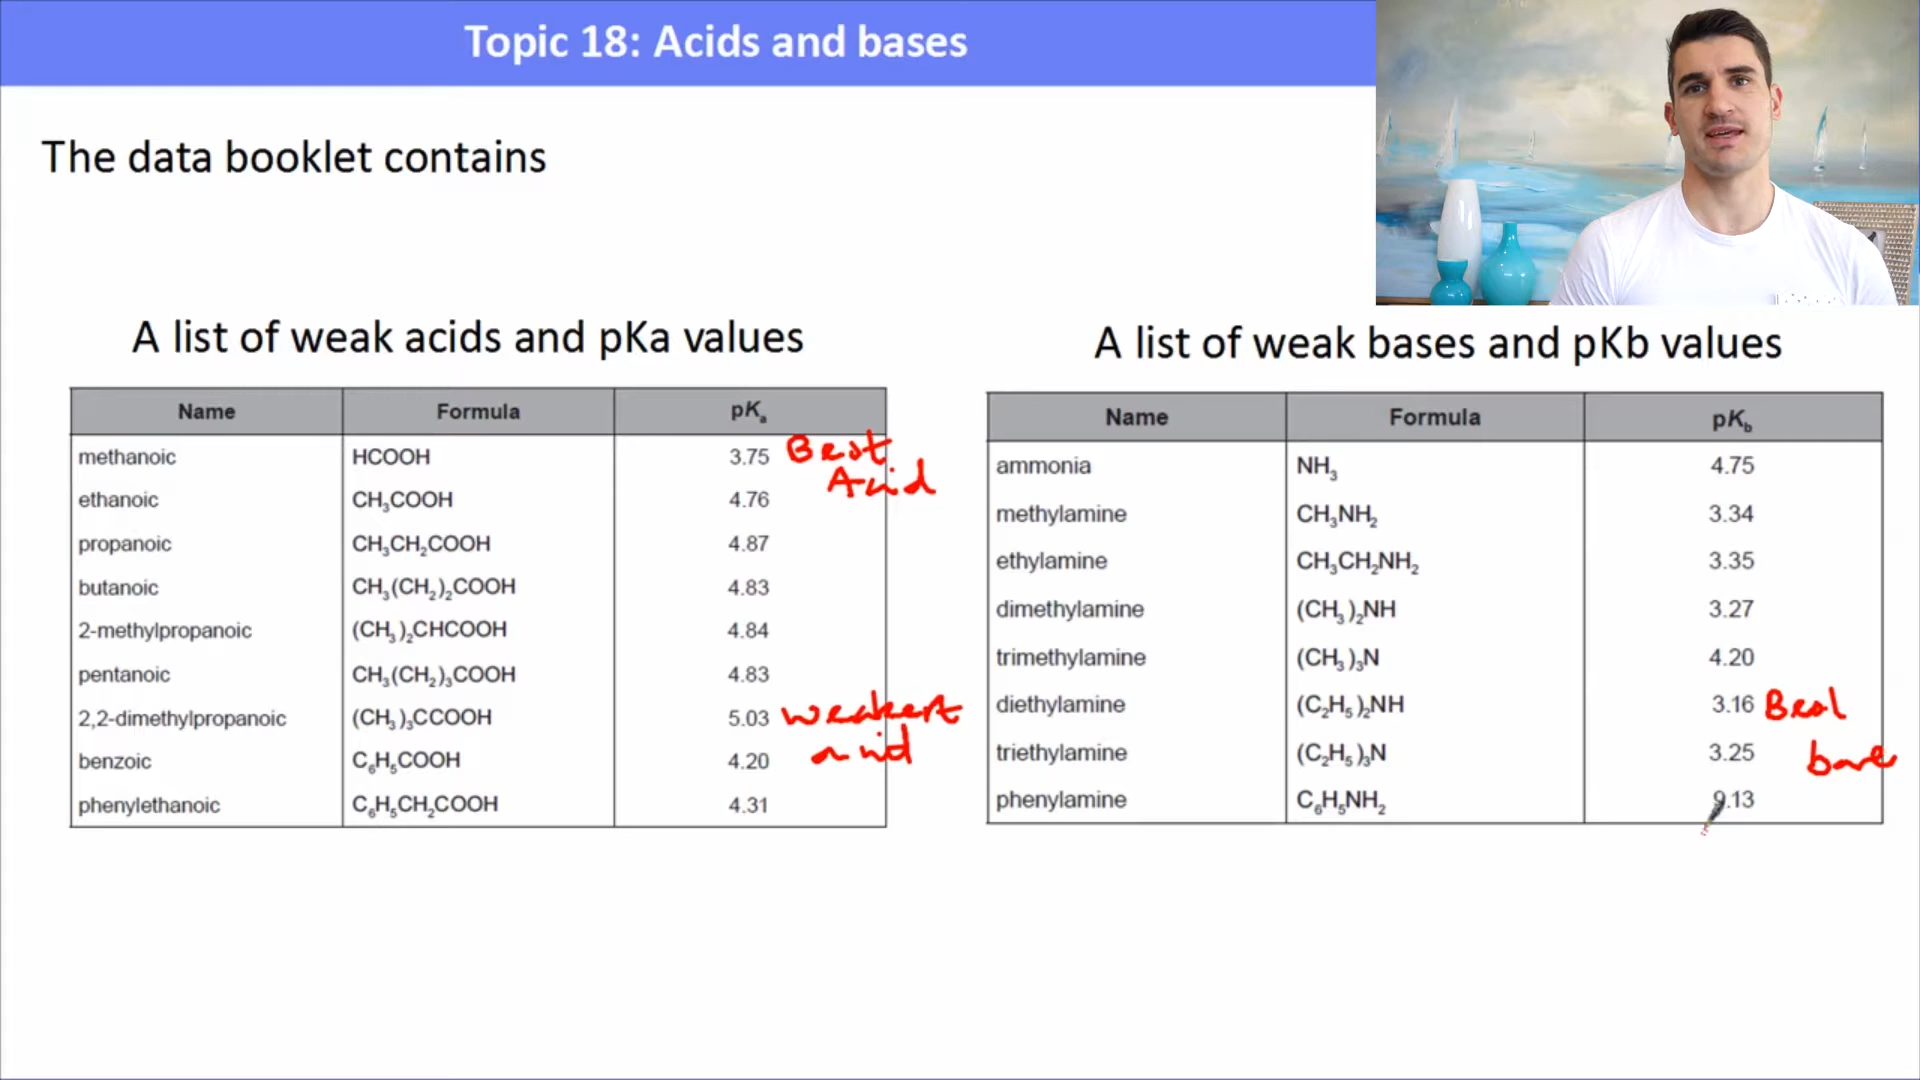 Topic 18: Acids and bases
The data booklet contains
A list of weak acids and pKa values
Name Formula pKₐ
methanoic HCOOH 3.75 Best
Acid
ethanoic CH₃COOH 4.76
propanoic CH₃CH₂COOH 4.87
butanoic CH₃(CH₂)₂COOH 4.83
2-methylpropanoic (CH₃)₂CHCOOH 4.84
pentanoic CH₃(CH₂)₃COOH 4.83
2,2-dimethylpropanoic (CH₃)₃CCOOH 5.03 weakest
acid
benzoic C₆H₅COOH 4.20
phenylethanoic C₆H₅CH₂COOH 4.31
A list of weak bases and pKb values
Name Formula pK_b
ammonia NH₃ 4.75
methylamine CH₃NH₂ 3.34
ethylamine CH₃CH₂NH₂ 3.35
dimethylamine (CH₃)₂NH 3.27
trimethylamine (CH₃)₃N 4.20
diethylamine (C₂H₅)₂NH 3.16 Best
triethylamine (C₂H₅)₃N 3.25 base
phenylamine C₆H₅NH₂ 9.13